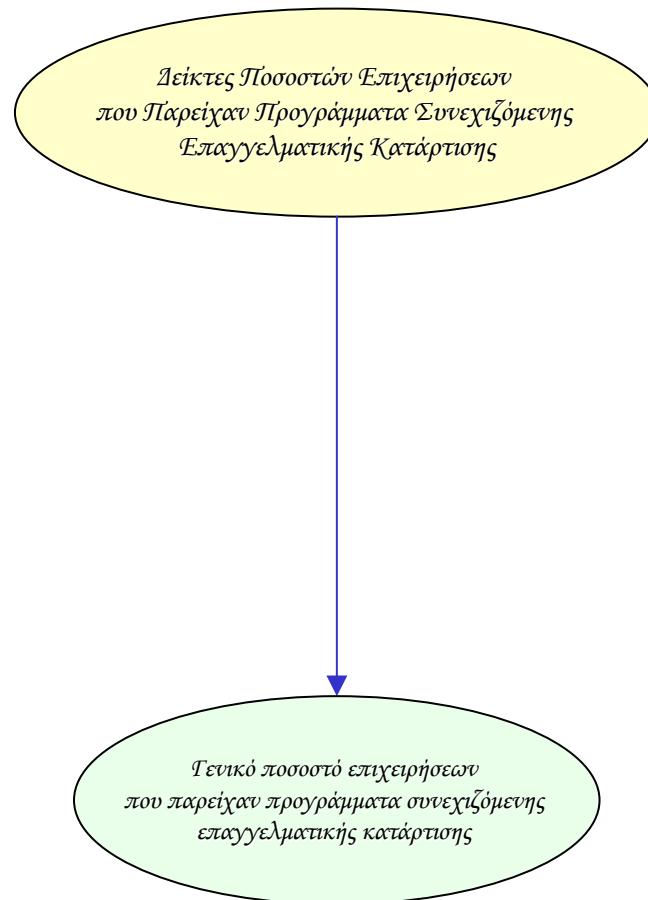 Δείκτες Ποσοστών Επιχειρήσεων
που Παρείχαν Προγράμματα Συνεχιζόμενης
Επαγγελματικής Κατάρτισης
Γενικό ποσοστό επιχειρήσεων
που παρείχαν προγράμματα συνεχιζόμενης
επαγγελματικής κατάρτισης